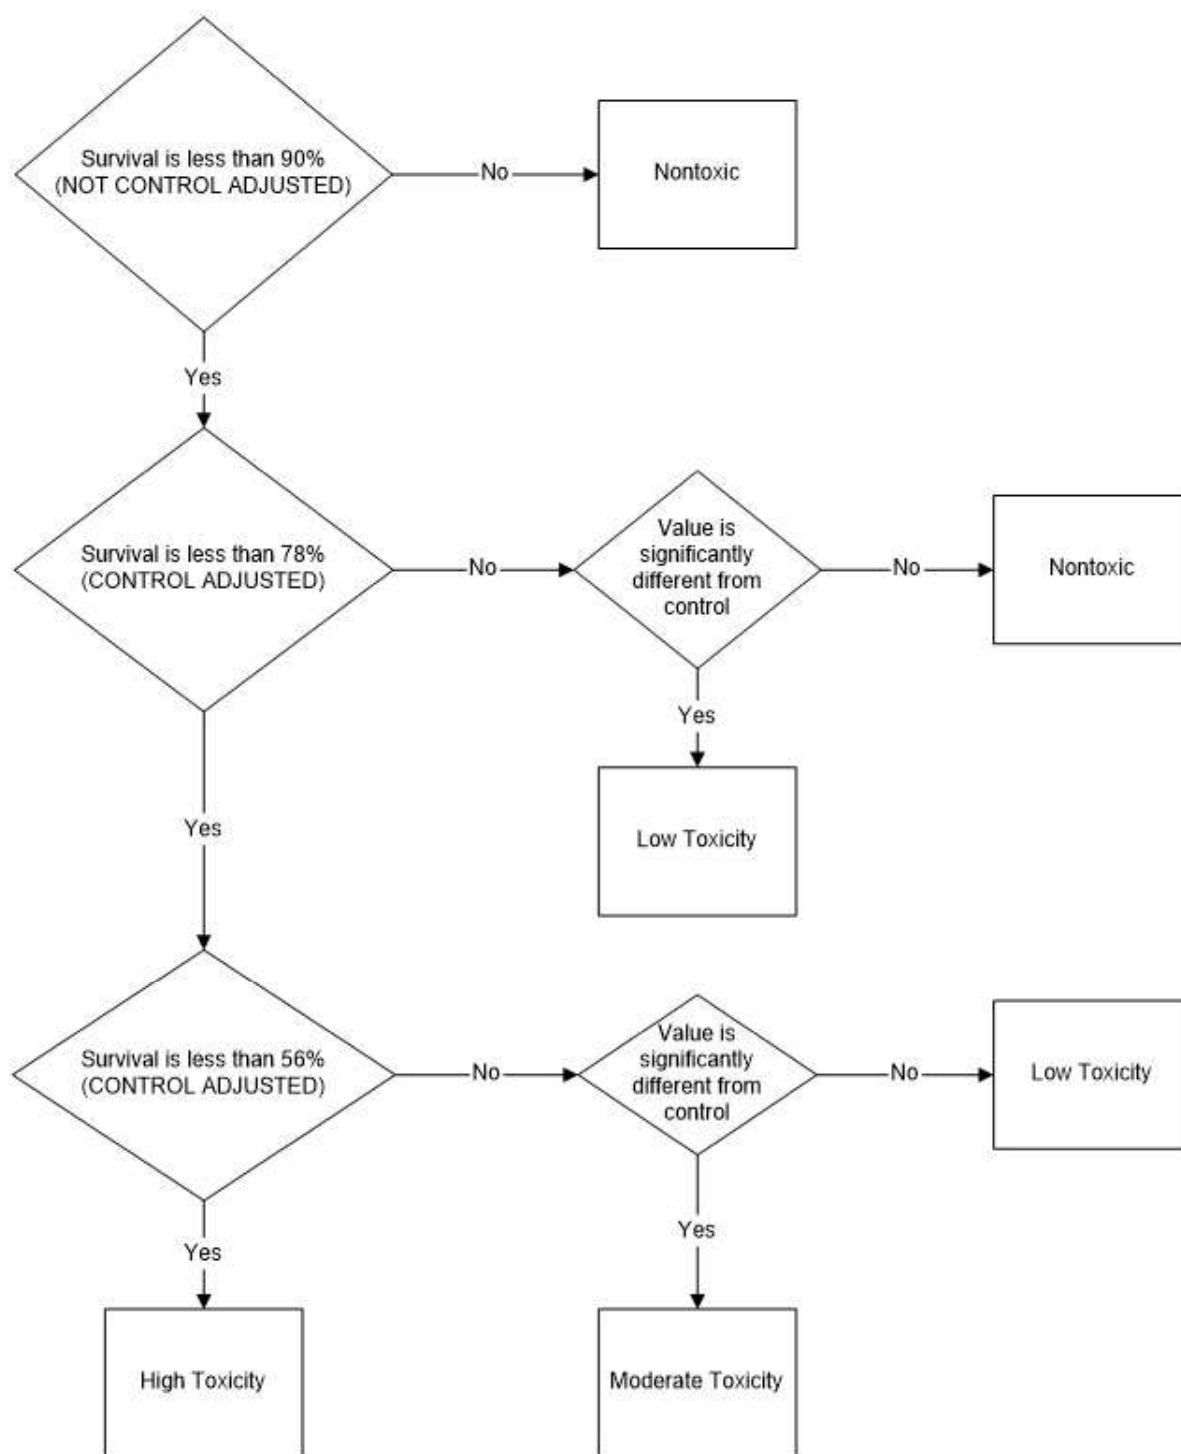 Survival is less than 90%
(NOT CONTROL ADJUSTED)
No
Nontoxic
Yes
Survival is less than 78%
(CONTROL ADJUSTED)
No
Value is
significantly
different from
control
No
Nontoxic
Yes
Low Toxicity
Yes
Survival is less than 56%
(CONTROL ADJUSTED)
No
Value is
significantly
different from
control
No
Low Toxicity
Yes
High Toxicity
Yes
Moderate Toxicity